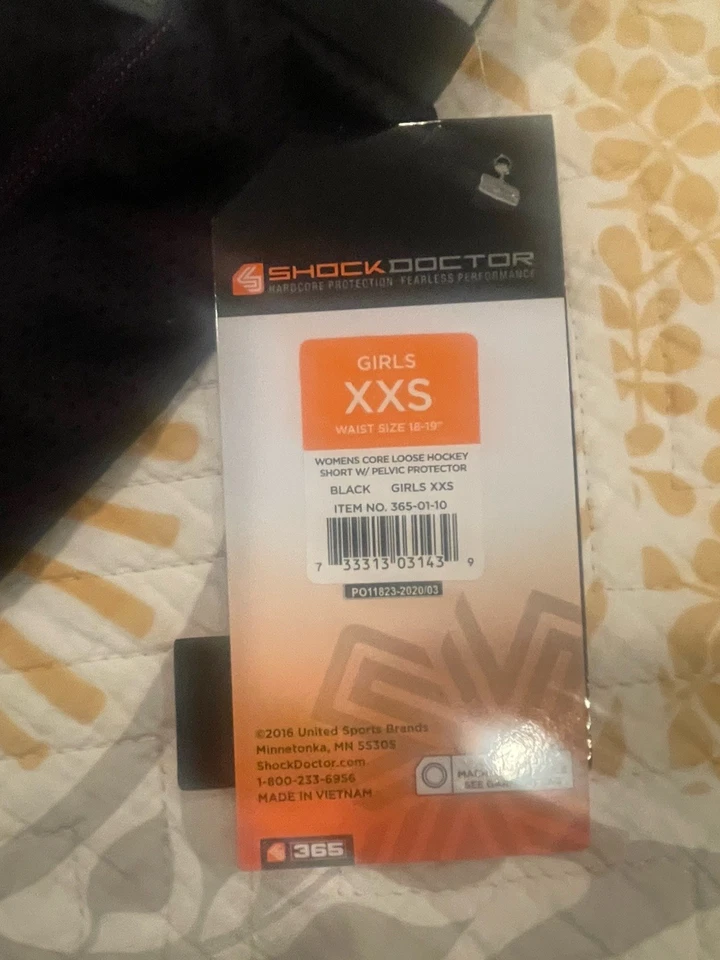 SHOCKDOCTOR
HARDCORE PROTECTION FEARLESS PERFORMANCE
GIRLS
XXS
WAIST SIZE 18-19"
WOMENS CORE LOOSE HOCKEY
SHORT W/ PELVIC PROTECTOR
BLACK GIRLS XXS
ITEM NO. 365-01-10
7 33313 03143 9
PO11823-2020/03
©2016 United Sports Brands
Minnetonka, MN 55305
ShockDoctor.com
1-800-233-6956
MADE IN VIETNAM
SEE
365